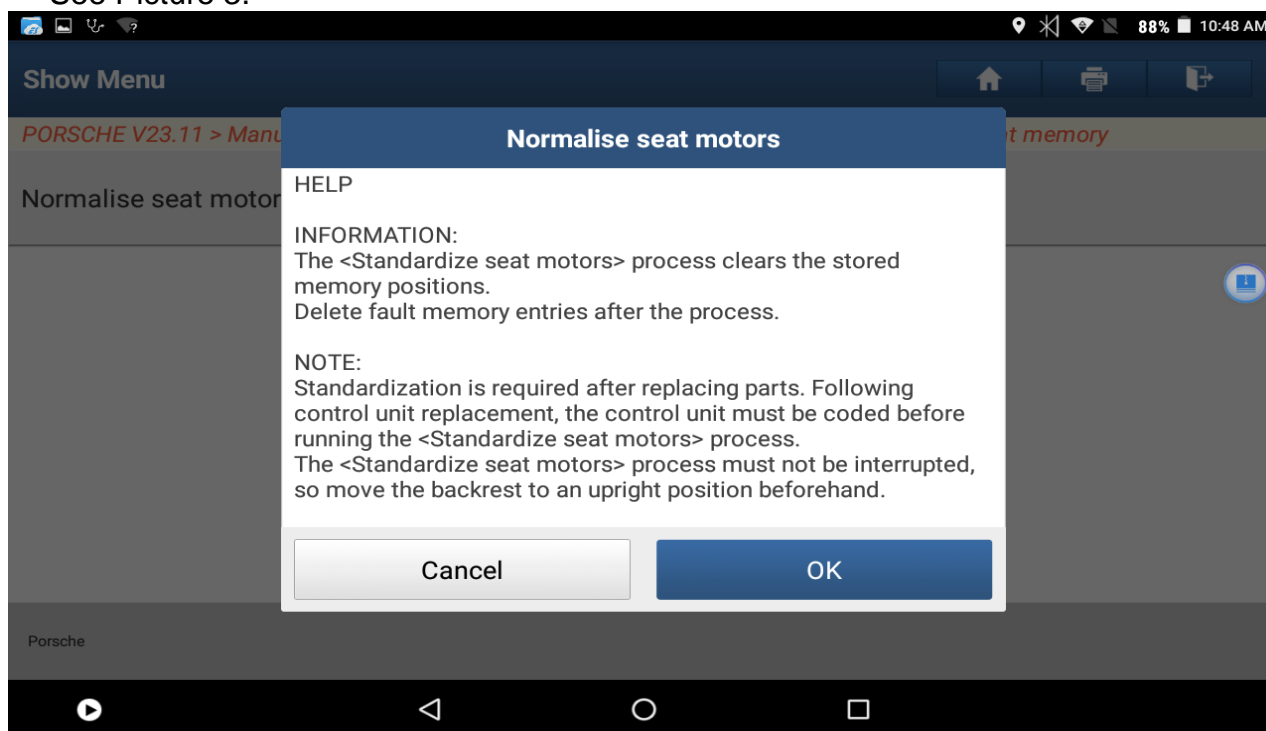 88% 10:48 AM
Show Menu
PORSCHE V23.11 > Manu
t memory
Normalise seat motors
Normalise seat motor
HELP
INFORMATION:
The <Standardize seat motors> process clears the stored
memory positions.
Delete fault memory entries after the process.
NOTE:
Standardization is required after replacing parts. Following
control unit replacement, the control unit must be coded before
running the <Standardize seat motors> process.
The <Standardize seat motors> process must not be interrupted,
so move the backrest to an upright position beforehand.
Cancel
OK
Porsche